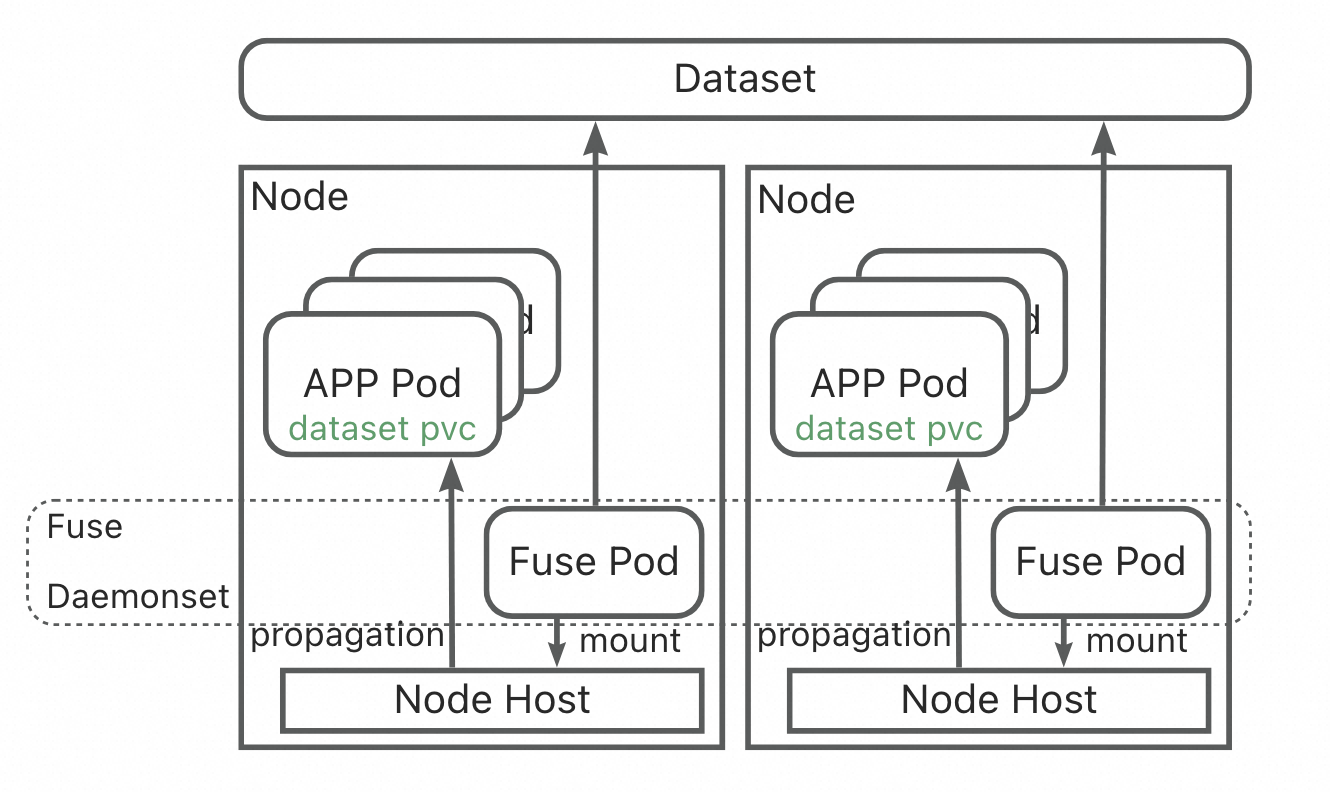 Dataset
Node
d
APP Pod
dataset pvc
Fuse
Daemonset
Fuse Pod
propagation
mount
Node Host
Node
d
APP Pod
dataset pvc
Fuse Pod
propagation
mount
Node Host